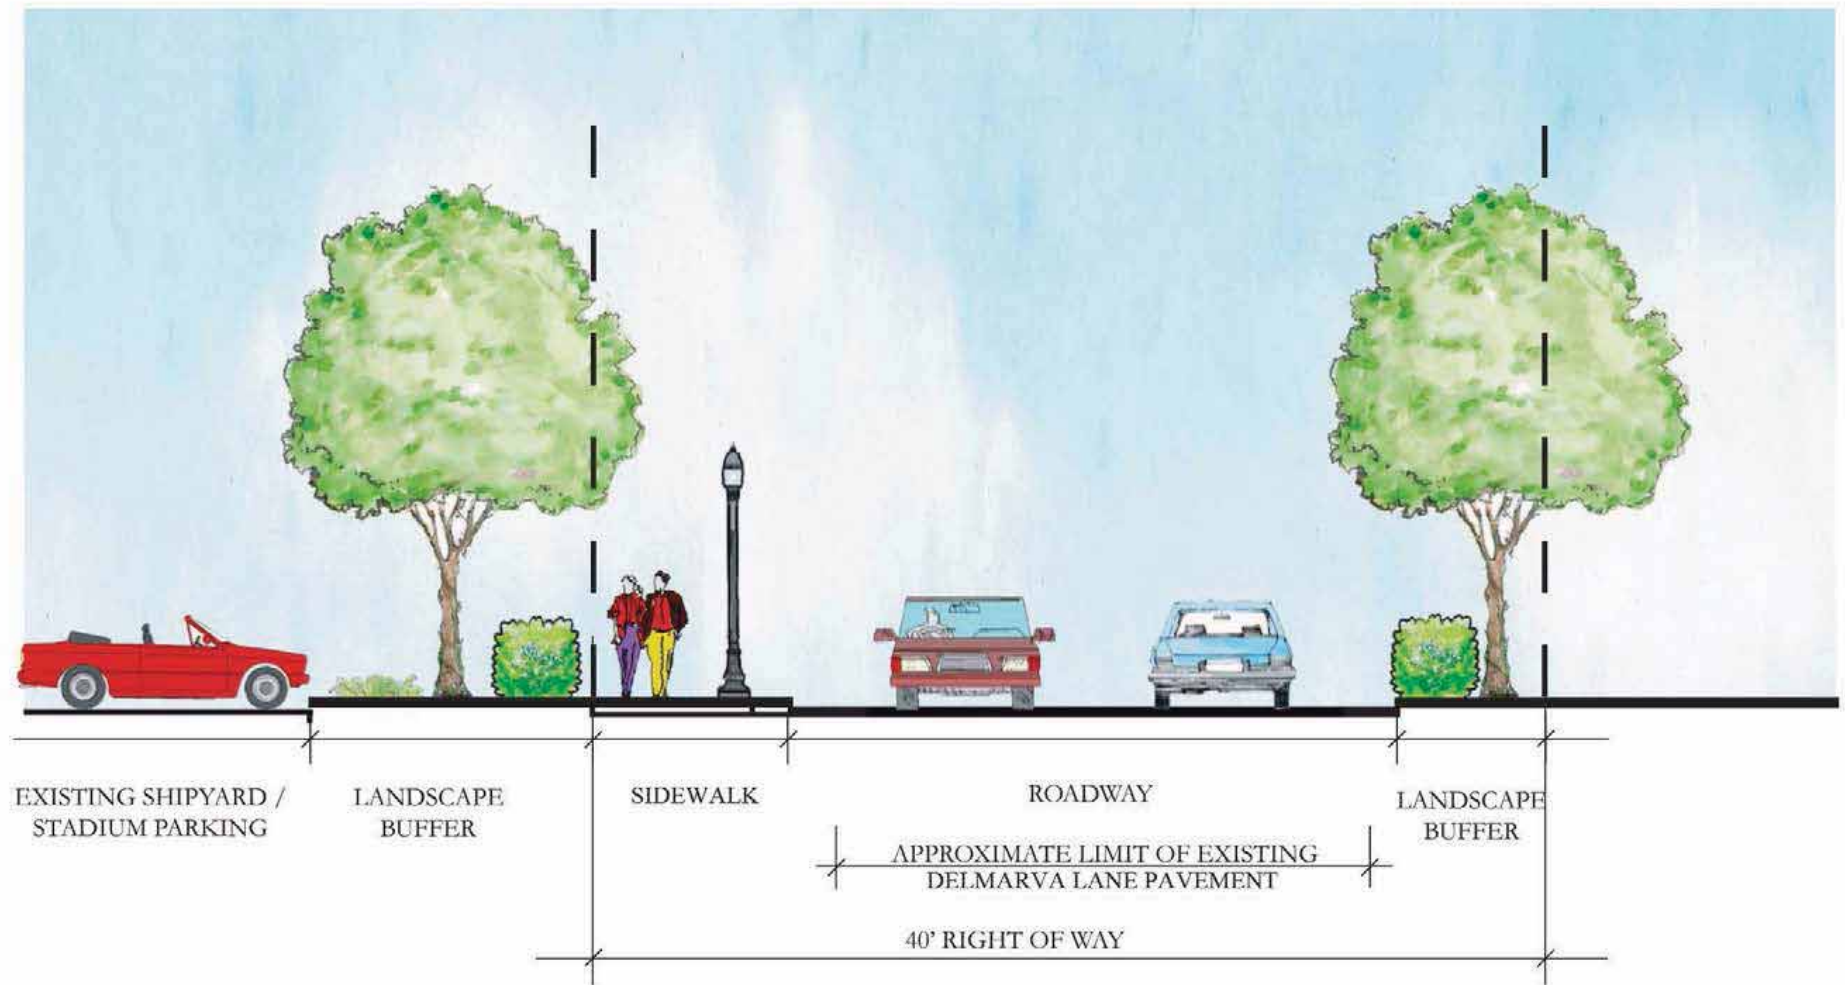 EXISTING SHIPYARD /
STADIUM PARKING
LANDSCAPE
BUFFER
SIDEWALK
ROADWAY
LANDSCAPE
BUFFER
APPROXIMATE LIMIT OF EXISTING
DELMARVA LANE PAVEMENT
40' RIGHT OF WAY